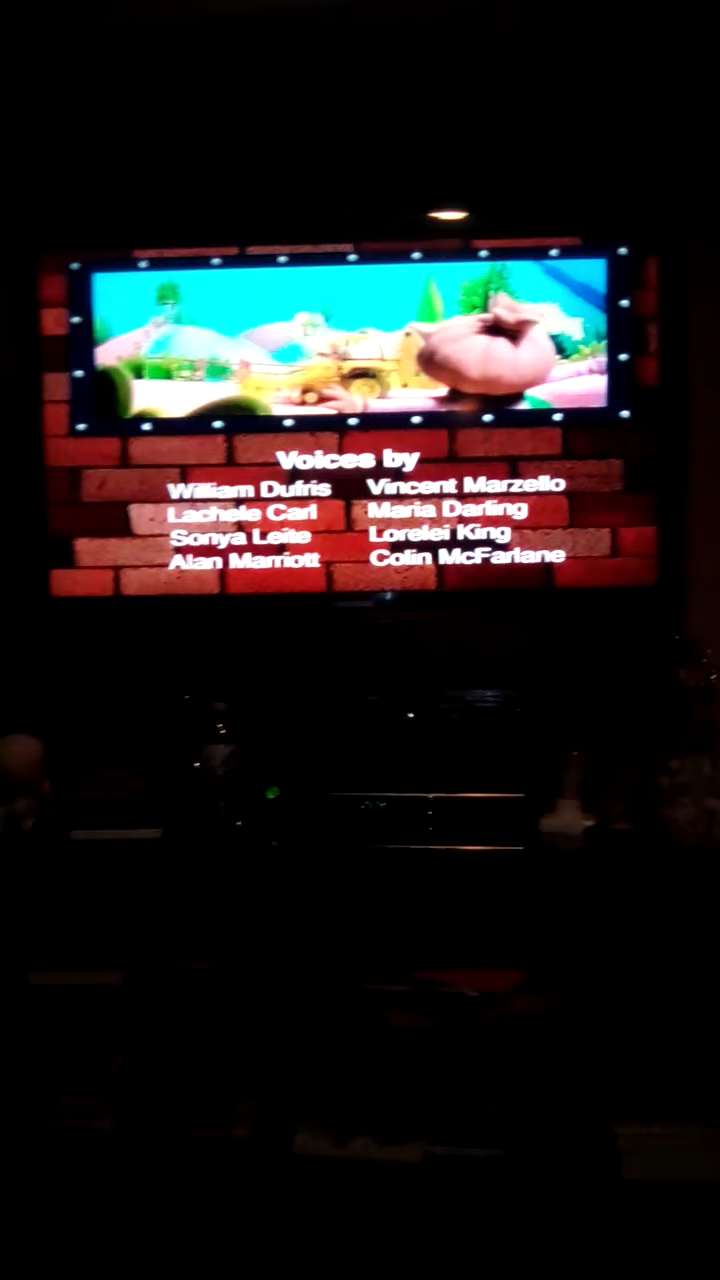 Voices by
William Dufris Vincent Marzello
Lachele Carl Maria Darling
Sonya Leite Lorelei King
Alan Marriott Colin McFarlane